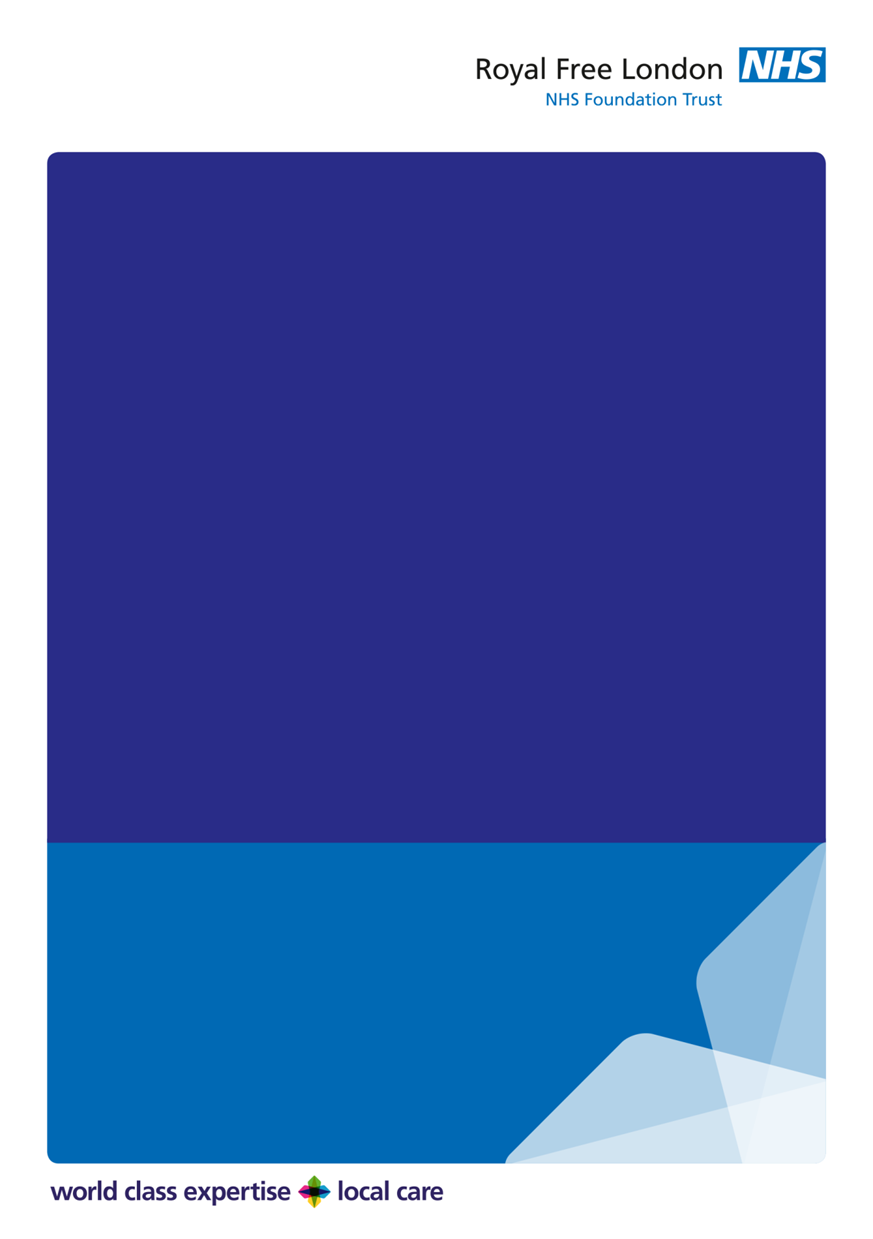 Royal Free London NHS
NHS Foundation Trust
world class expertise local care